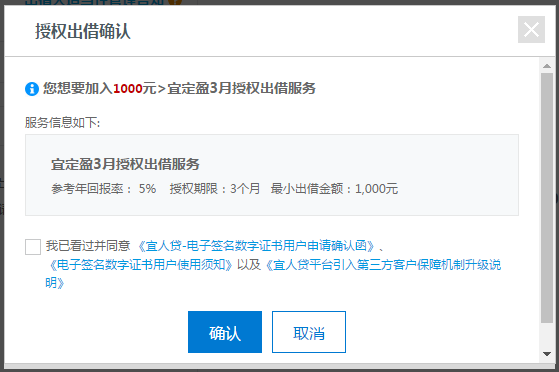 授权出借确认
您想要加入1000元>宜定盈3月授权出借服务
服务信息如下:
宜定盈3月授权出借服务
参考年回报率： 5% 授权期限：3个月 最小出借金额：1,000元
我已看过并同意 《宜人贷-电子签名数字证书用户申请确认函》、
《电子签名数字证书用户使用须知》以及《宜人贷平台引入第三方客户保障机制升级说
明》
确认 取消